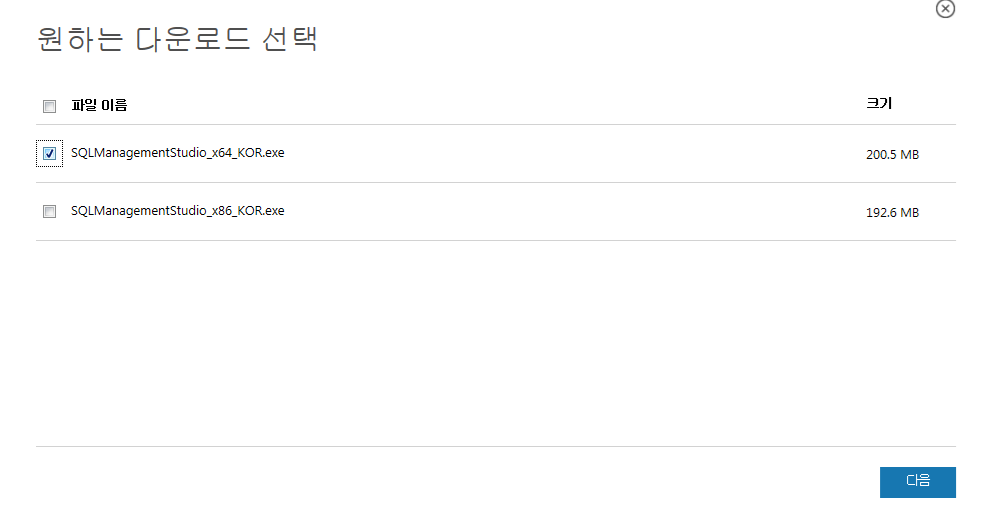 원하는 다운로드 선택
파일 이름 크기
SQLManagementStudio_x64_KOR.exe 200.5 MB
SQLManagementStudio_x86_KOR.exe 192.6 MB
다음